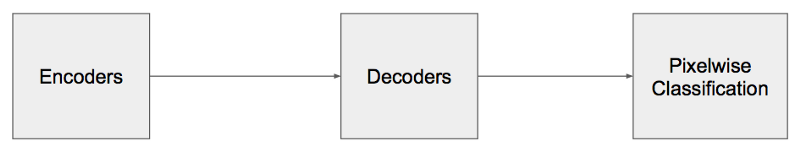 Encoders
Decoders
Pixelwise
Classification